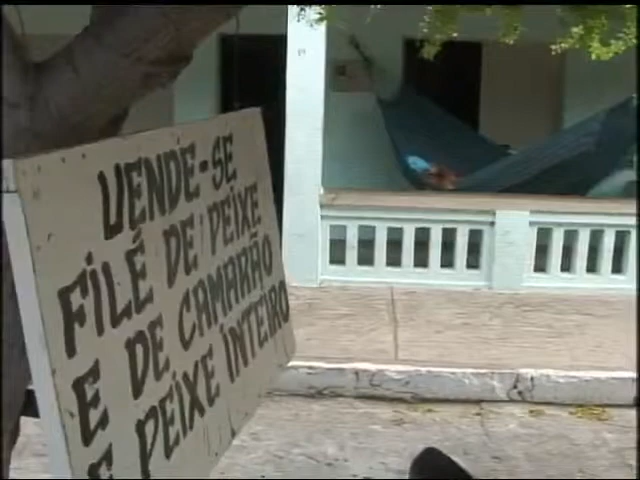 VENDE-SE
FILÉ DE PEIXE
E DE CAMARÃO
E PEIXE INTEIRO